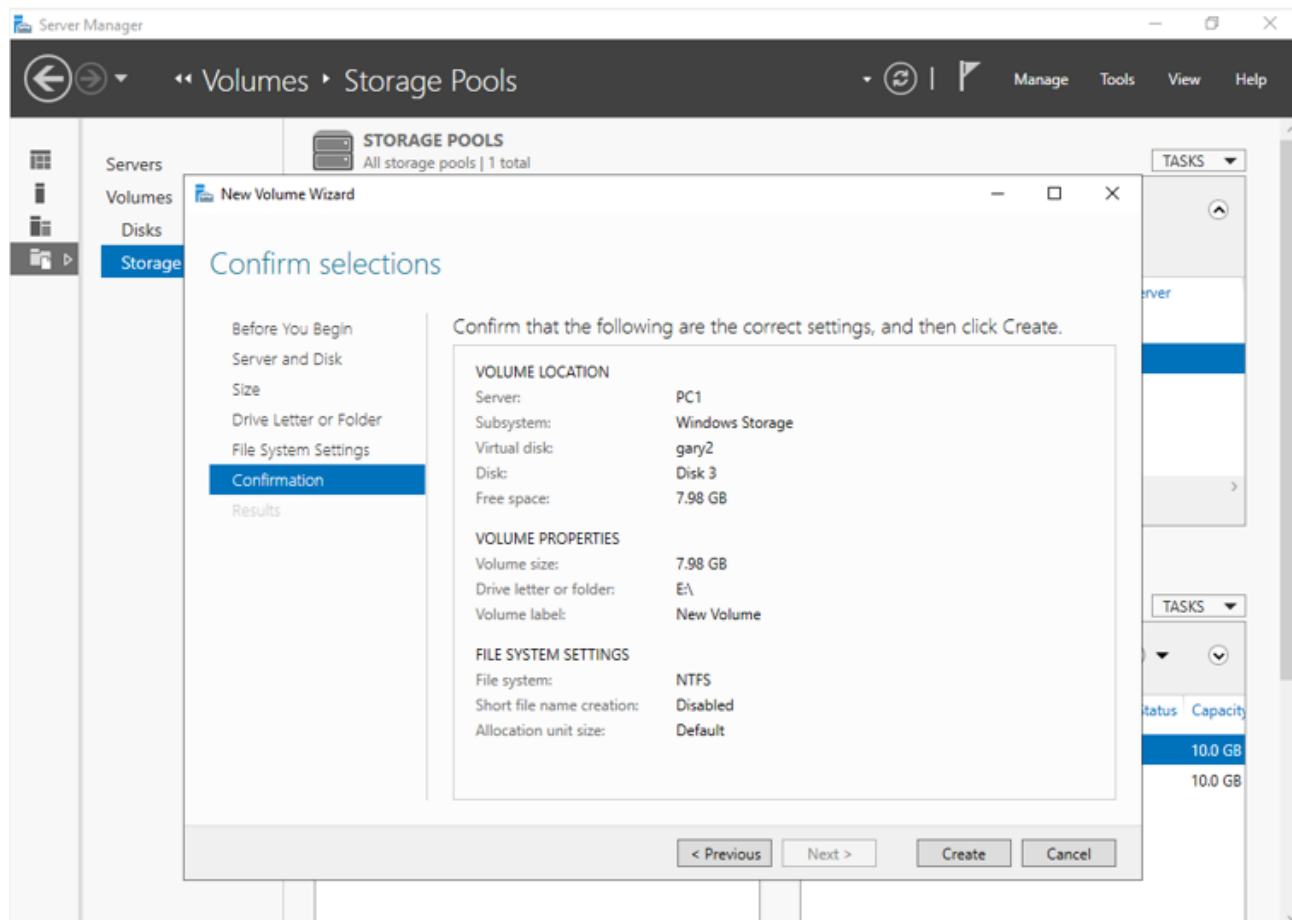 Server Manager
Volumes Storage Pools
Manage Tools View Help
STORAGE POOLS
All storage pools | 1 total
TASKS
Servers
Volumes
Disks
Storage
New Volume Wizard
Confirm selections
Before You Begin
Server and Disk
Size
Drive Letter or Folder
File System Settings
Confirmation
Results
Confirm that the following are the correct settings, and then click Create.
VOLUME LOCATION
Server: PC1
Subsystem: Windows Storage
Virtual disk: gary2
Disk: Disk 3
Free space: 7.98 GB
VOLUME PROPERTIES
Volume size: 7.98 GB
Drive letter or folder: E:\
Volume label: New Volume
FILE SYSTEM SETTINGS
File system: NTFS
Short file name creation: Disabled
Allocation unit size: Default
< Previous Next > Create Cancel
erver
TASKS
tatus Capacity
10.0 GB
10.0 GB